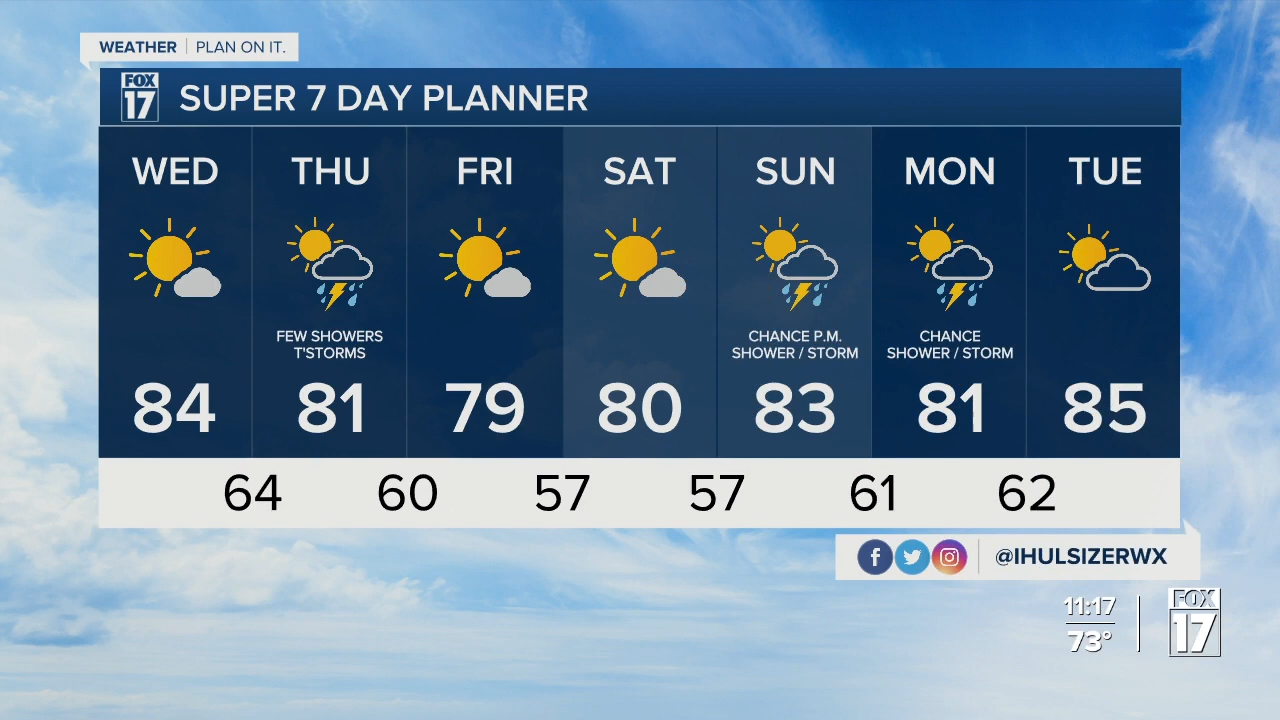 WEATHER | PLAN ON IT.
FOX 17 SUPER 7 DAY PLANNER
WED THU FRI SAT SUN MON TUE
FEW SHOWERS T'STORMS
CHANCE P.M. SHOWER / STORM
CHANCE SHOWER / STORM
84 81 79 80 83 81 85
64 60 57 57 61 62
@IHULSIZERWX
11:17
73°
FOX
17